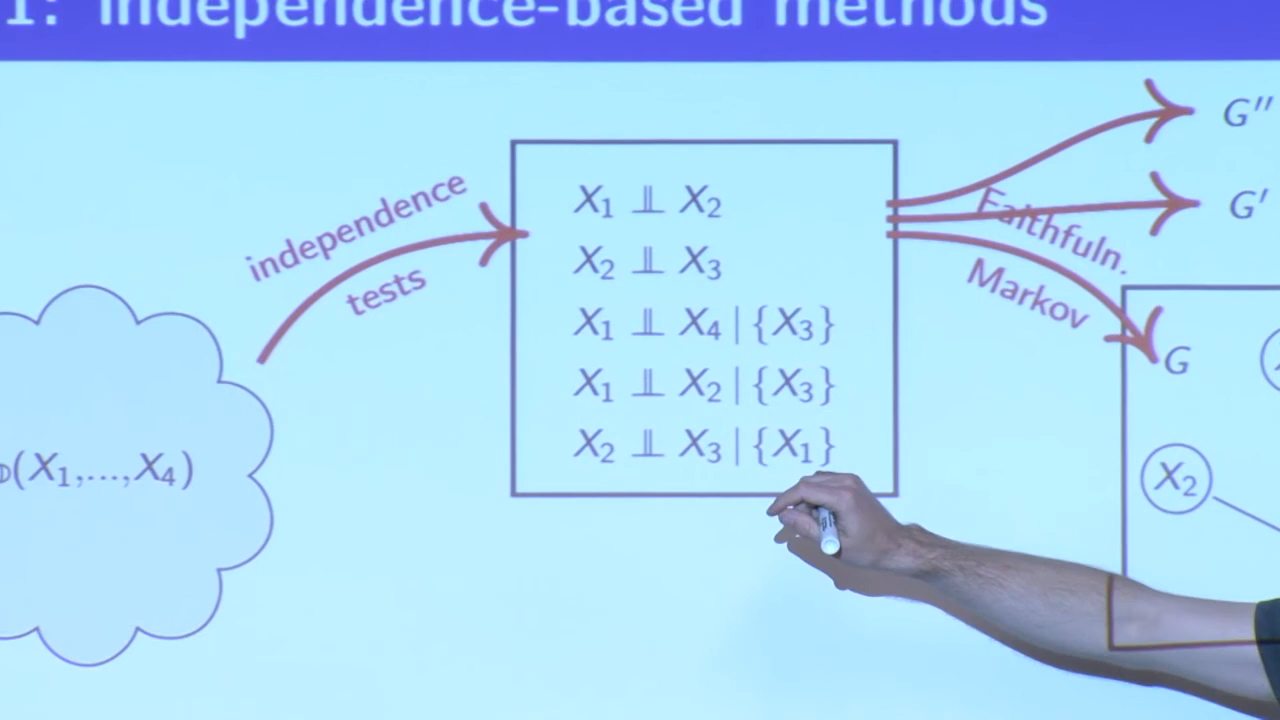 1: independence-based methods
independence
tests
X₁ ⫫ X₂
X₂ ⫫ X₃
X₁ ⫫ X₄ | {X₃}
X₁ ⫫ X₂ | {X₃}
X₂ ⫫ X₃ | {X₁}
Faithfuln.
Markov
G″
G′
G
(X₁,...,X₄)
X₂